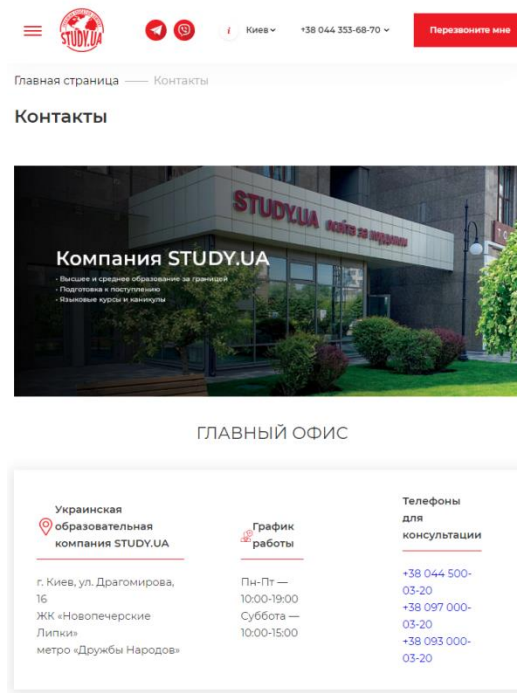 STUDY.UA
i
Киев
+38 044 353-68-70
Перезвоните мне
Главная страница — Контакты
Контакты
STUDY.UA освіта за кордоном
Компания STUDY.UA
- Высшее и среднее образование за границей
- Подготовка к поступлению
- Языковые курсы и каникулы
ГЛАВНЫЙ ОФИС
Украинская
образовательная
компания STUDY.UA
г. Киев, ул. Драгомирова,
16
ЖК «Новопечерские
Липки»
метро «Дружбы Народов»
График
работы
Пн-Пт —
10:00-19:00
Суббота —
10:00-15:00
Телефоны
для
консультации
+38 044 500-
03-20
+38 097 000-
03-20
+38 093 000-
03-20